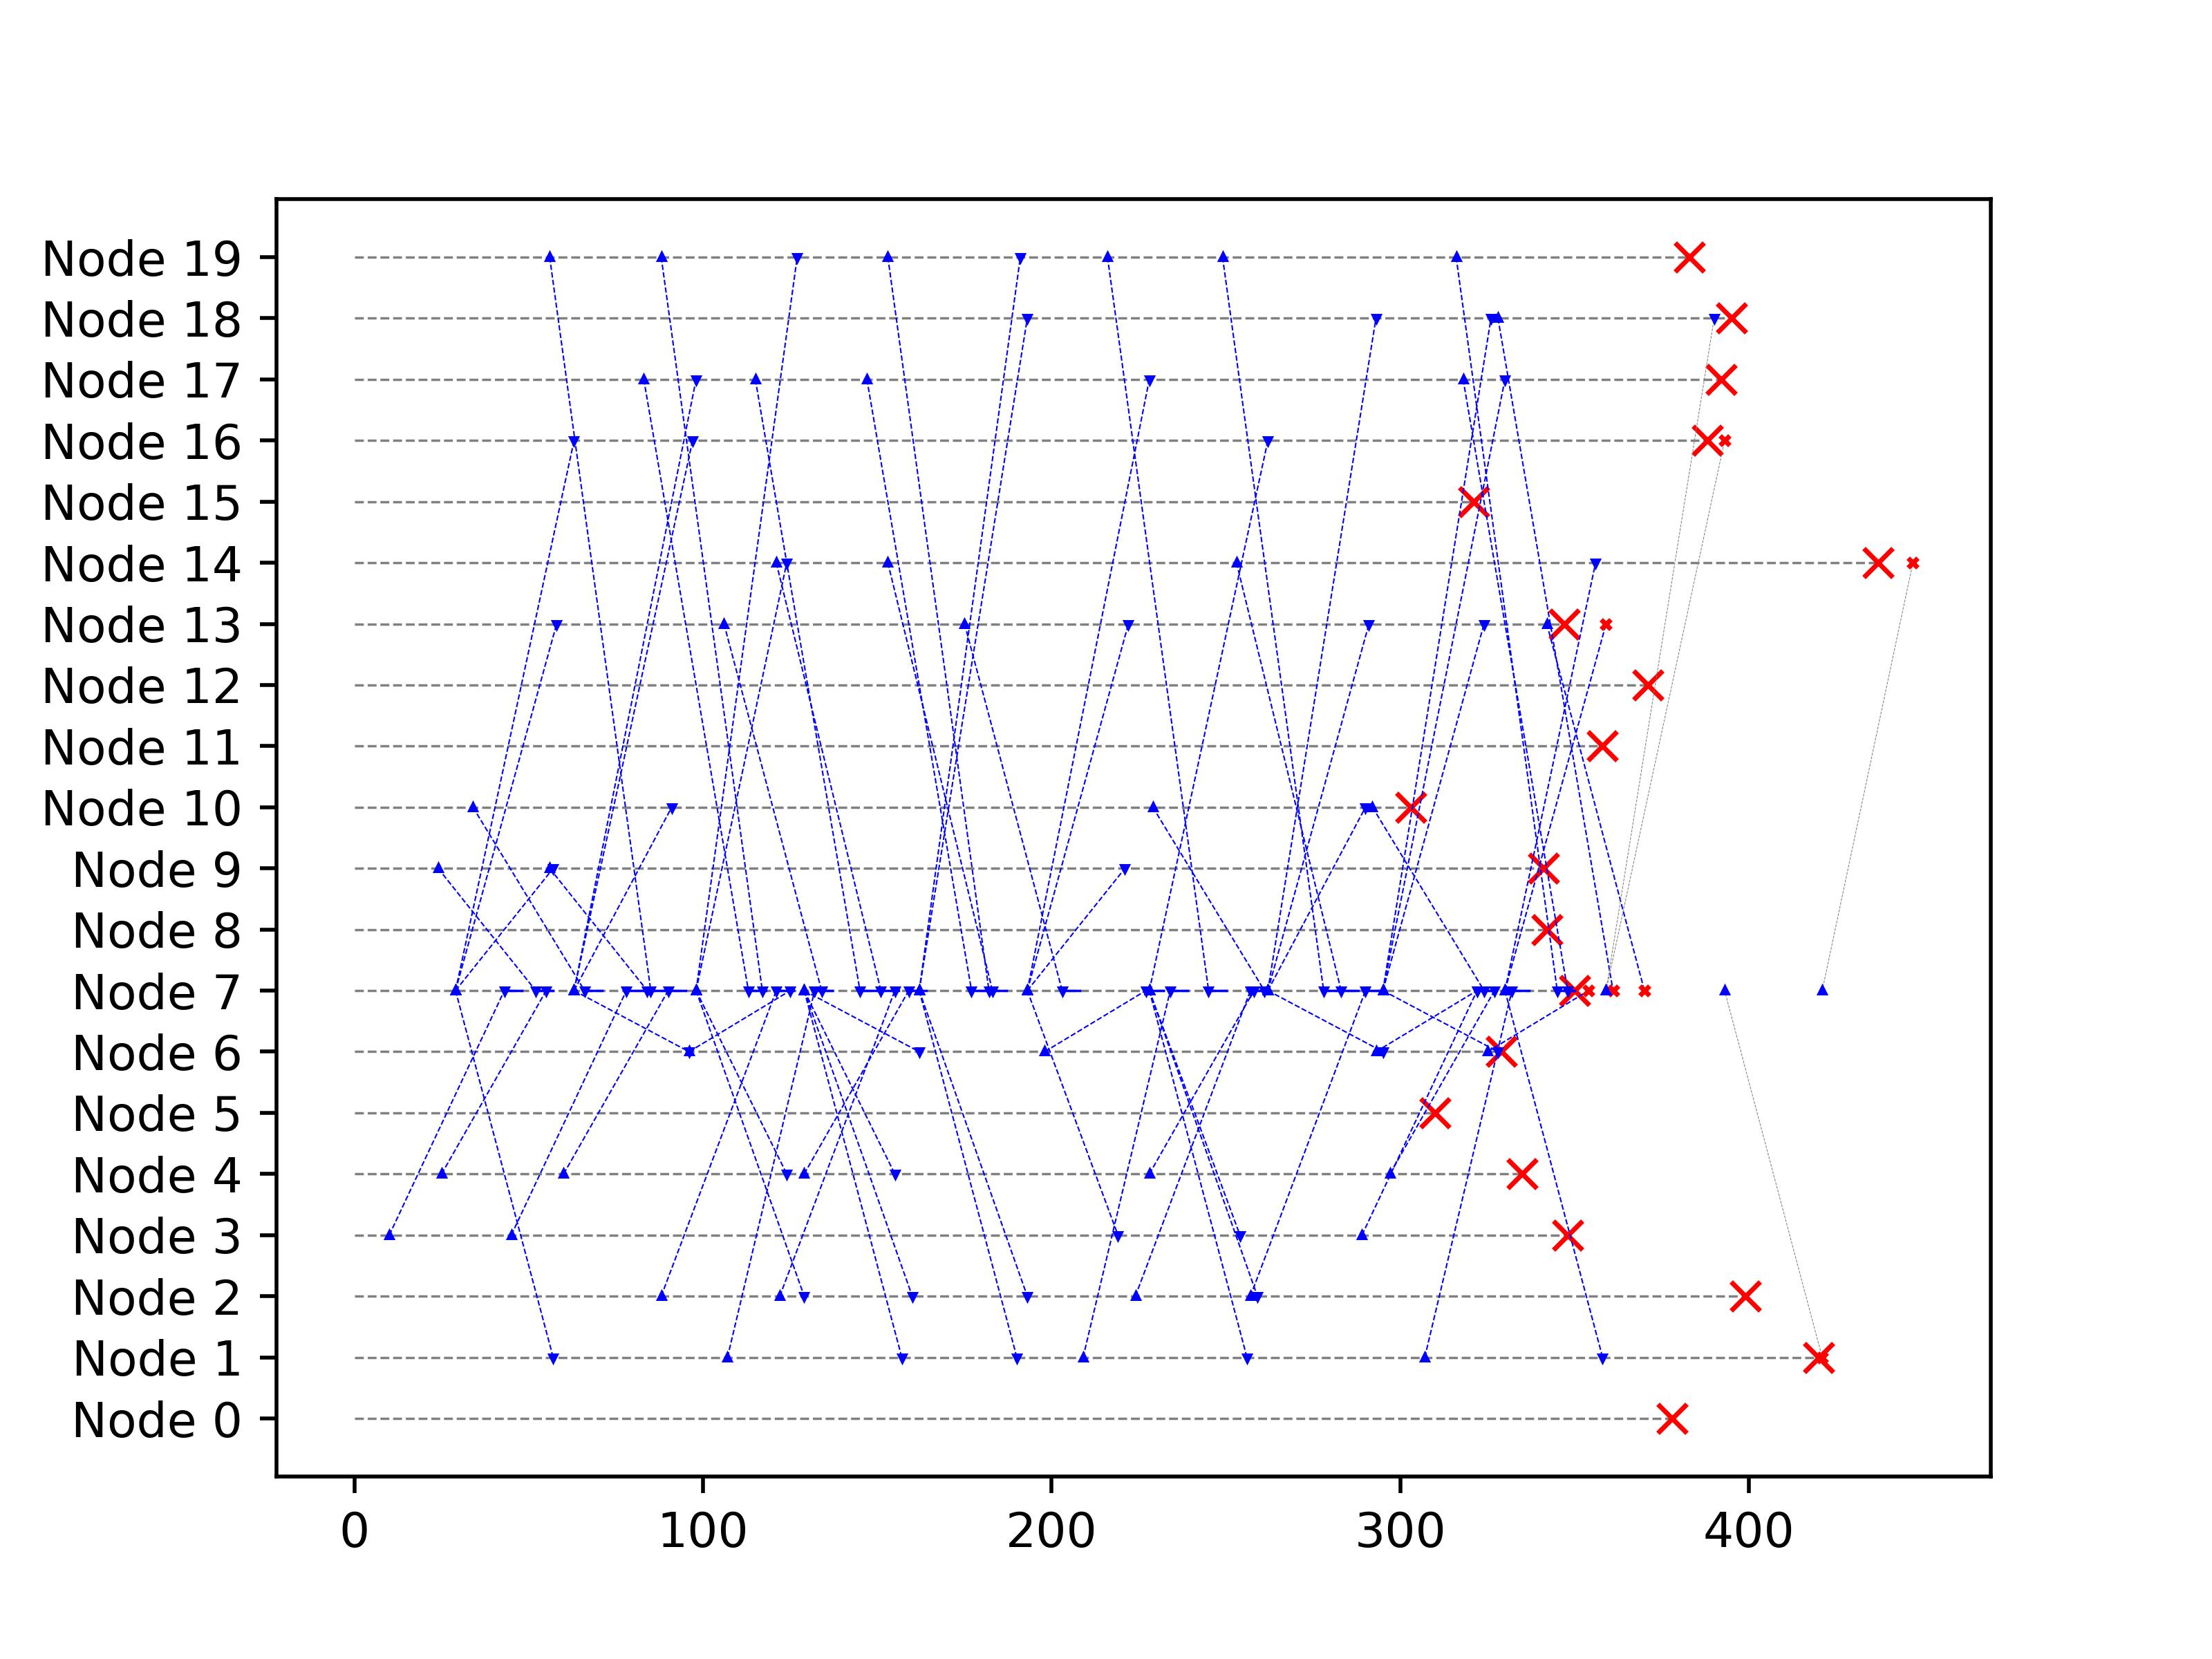 Node 19
Node 18
Node 17
Node 16
Node 15
Node 14
Node 13
Node 12
Node 11
Node 10
Node 9
Node 8
Node 7
Node 6
Node 5
Node 4
Node 3
Node 2
Node 1
Node 0
0 100 200 300 400